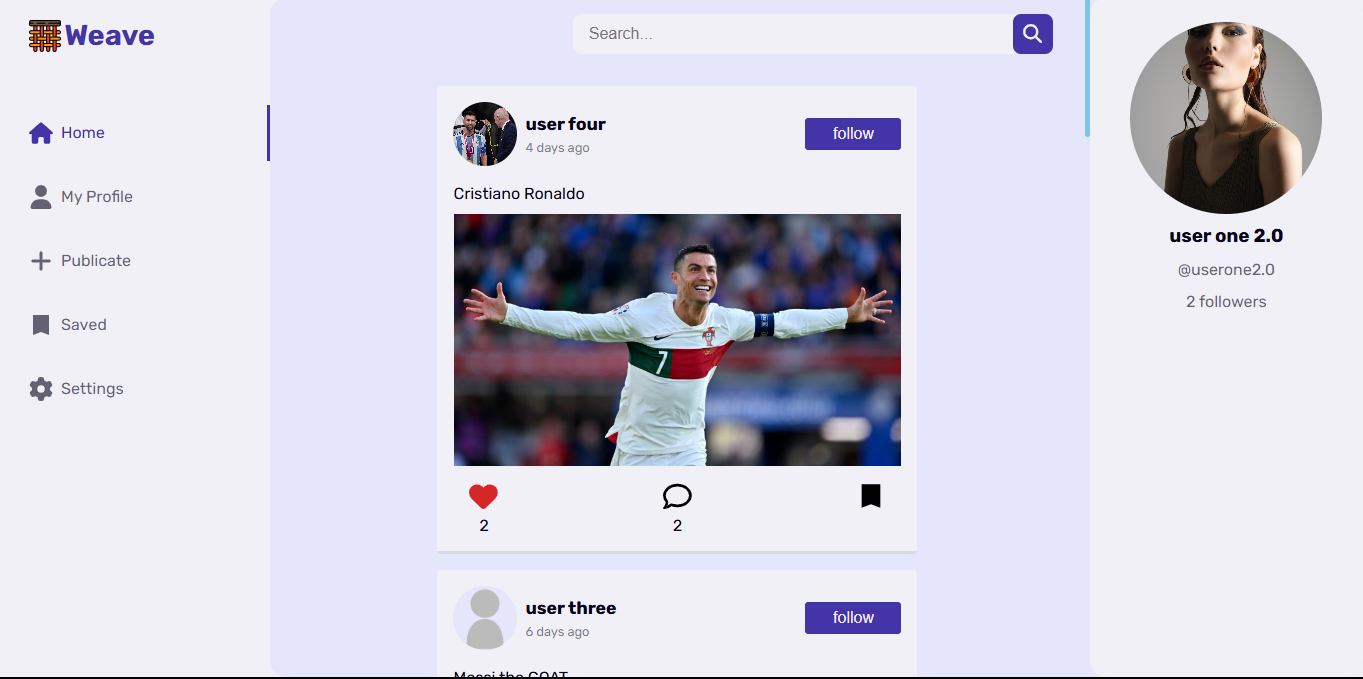 Weave
Search...
Home
My Profile
Publicate
Saved
Settings
user four
4 days ago
follow
Cristiano Ronaldo
7
2
2
user three
6 days ago
follow
Messi the GOAT
user one 2.0
@userone2.0
2 followers